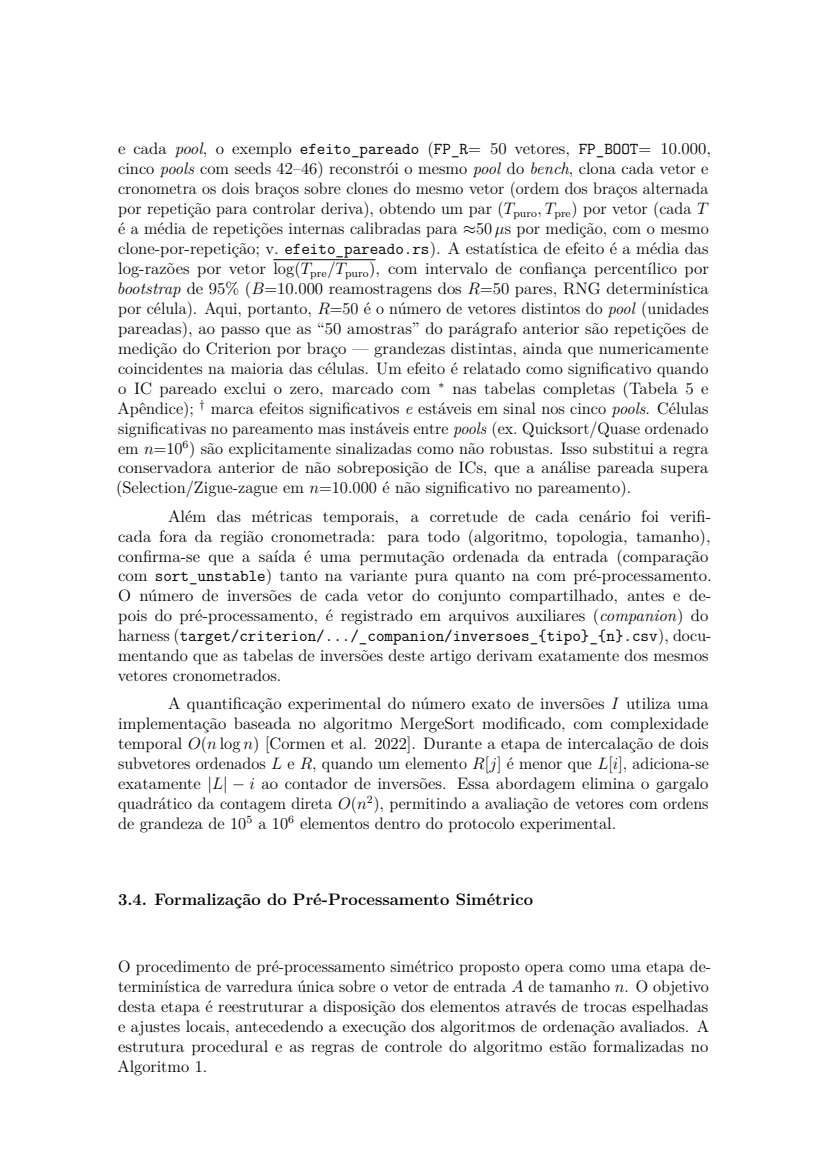 e cada pool, o exemplo efeito_pareado (FP_R= 50 vetores, FP_BOOT= 10.000,
cinco pools com seeds 42–46) reconstrói o mesmo pool do bench, clona cada vetor e
cronometra os dois braços sobre clones do mesmo vetor (ordem dos braços alternada
por repetição para controlar deriva), obtendo um par (T_puro, T_pre) por vetor (cada T
é a média de repetições internas calibradas para ≈50 μs por medição, com o mesmo
clone-por-repetição; v. efeito_pareado.rs). A estatística de efeito é a média das
log-razões por vetor log(T_pre/T_puro), com intervalo de confiança percentílico por
bootstrap de 95% (B=10.000 reamostragens dos R=50 pares, RNG determinística
por célula). Aqui, portanto, R=50 é o número de vetores distintos do pool (unidades
pareadas), ao passo que as “50 amostras” do parágrafo anterior são repetições de
medição do Criterion por braço — grandezas distintas, ainda que numericamente
coincidentes na maioria das células. Um efeito é relatado como significativo quando
o IC pareado exclui o zero, marcado com * nas tabelas completas (Tabela 5 e
Apêndice); † marca efeitos significativos e estáveis em sinal nos cinco pools. Células
significativas no pareamento mas instáveis entre pools (ex. Quicksort/Quase ordenado
em n=10⁶) são explicitamente sinalizadas como não robustas. Isso substitui a regra
conservadora anterior de não sobreposição de ICs, que a análise pareada supera
(Selection/Zigue-zague em n=10.000 é não significativo no pareamento).
Além das métricas temporais, a corretude de cada cenário foi verifi-
cada fora da região cronometrada: para todo (algoritmo, topologia, tamanho),
confirma-se que a saída é uma permutação ordenada da entrada (comparação
com sort_unstable) tanto na variante pura quanto na com pré-processamento.
O número de inversões de cada vetor do conjunto compartilhado, antes e de-
pois do pré-processamento, é registrado em arquivos auxiliares (companion) do
harness (target/criterion/.../_companion/inversoes_{tipo}_{n}.csv), docu-
mentando que as tabelas de inversões deste artigo derivam exatamente dos mesmos
vetores cronometrados.
A quantificação experimental do número exato de inversões I utiliza uma
implementação baseada no algoritmo MergeSort modificado, com complexidade
temporal O(n log n) [Cormen et al. 2022]. Durante a etapa de intercalação de dois
subvetores ordenados L e R, quando um elemento R[j] é menor que L[i], adiciona-se
exatamente |L| − i ao contador de inversões. Essa abordagem elimina o gargalo
quadrático da contagem direta O(n²), permitindo a avaliação de vetores com ordens
de grandeza de 10⁵ a 10⁶ elementos dentro do protocolo experimental.
3.4. Formalização do Pré-Processamento Simétrico
O procedimento de pré-processamento simétrico proposto opera como uma etapa de-
terminística de varredura única sobre o vetor de entrada A de tamanho n. O objetivo
desta etapa é reestruturar a disposição dos elementos através de trocas espelhadas
e ajustes locais, antecedendo a execução dos algoritmos de ordenação avaliados. A
estrutura procedural e as regras de controle do algoritmo estão formalizadas no
Algoritmo 1.